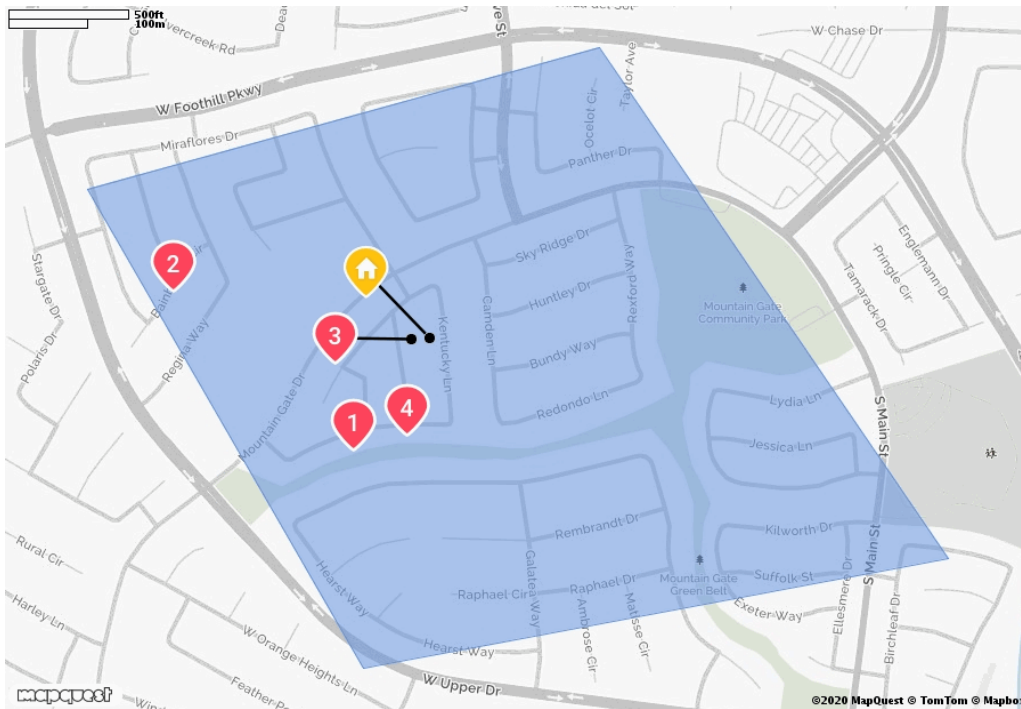 500ft
100m
W Chase Dr
Taylor Ave
W Foothill Pkwy
Ocelot Cir
Miraflores Dr
Panther Dr
Sky Ridge Dr
Rexford Way
Englemann Dr
Pringle Cir
Tamarack Dr
Stargate Dr
2
Huntley Dr
Camden Ln
Mountain Gate
Community Park
Kentucky Ln
3
Regina Way
Polaris Dr
Bundy Way
Mountain Gate Dr
Redondo Ln
4
1
Lydia Ln
S Main St
Jessica Ln
Rembrandt Dr
Kilworth Dr
S Main St
Rural Cir
Hearst Way
Galatea Way
Raphael Dr
Mountain Gate
Green Belt
Suffolk St
Raphael Cir
Ambrose Cir
Matisse Cir
Exeter Way
Ellesmere Dr
Birchleaf Dr
Harley Ln
W Orange Heights Ln
Hearst Way
W Upper Dr
mapquest
©2020 MapQuest © TomTom © Mapbox